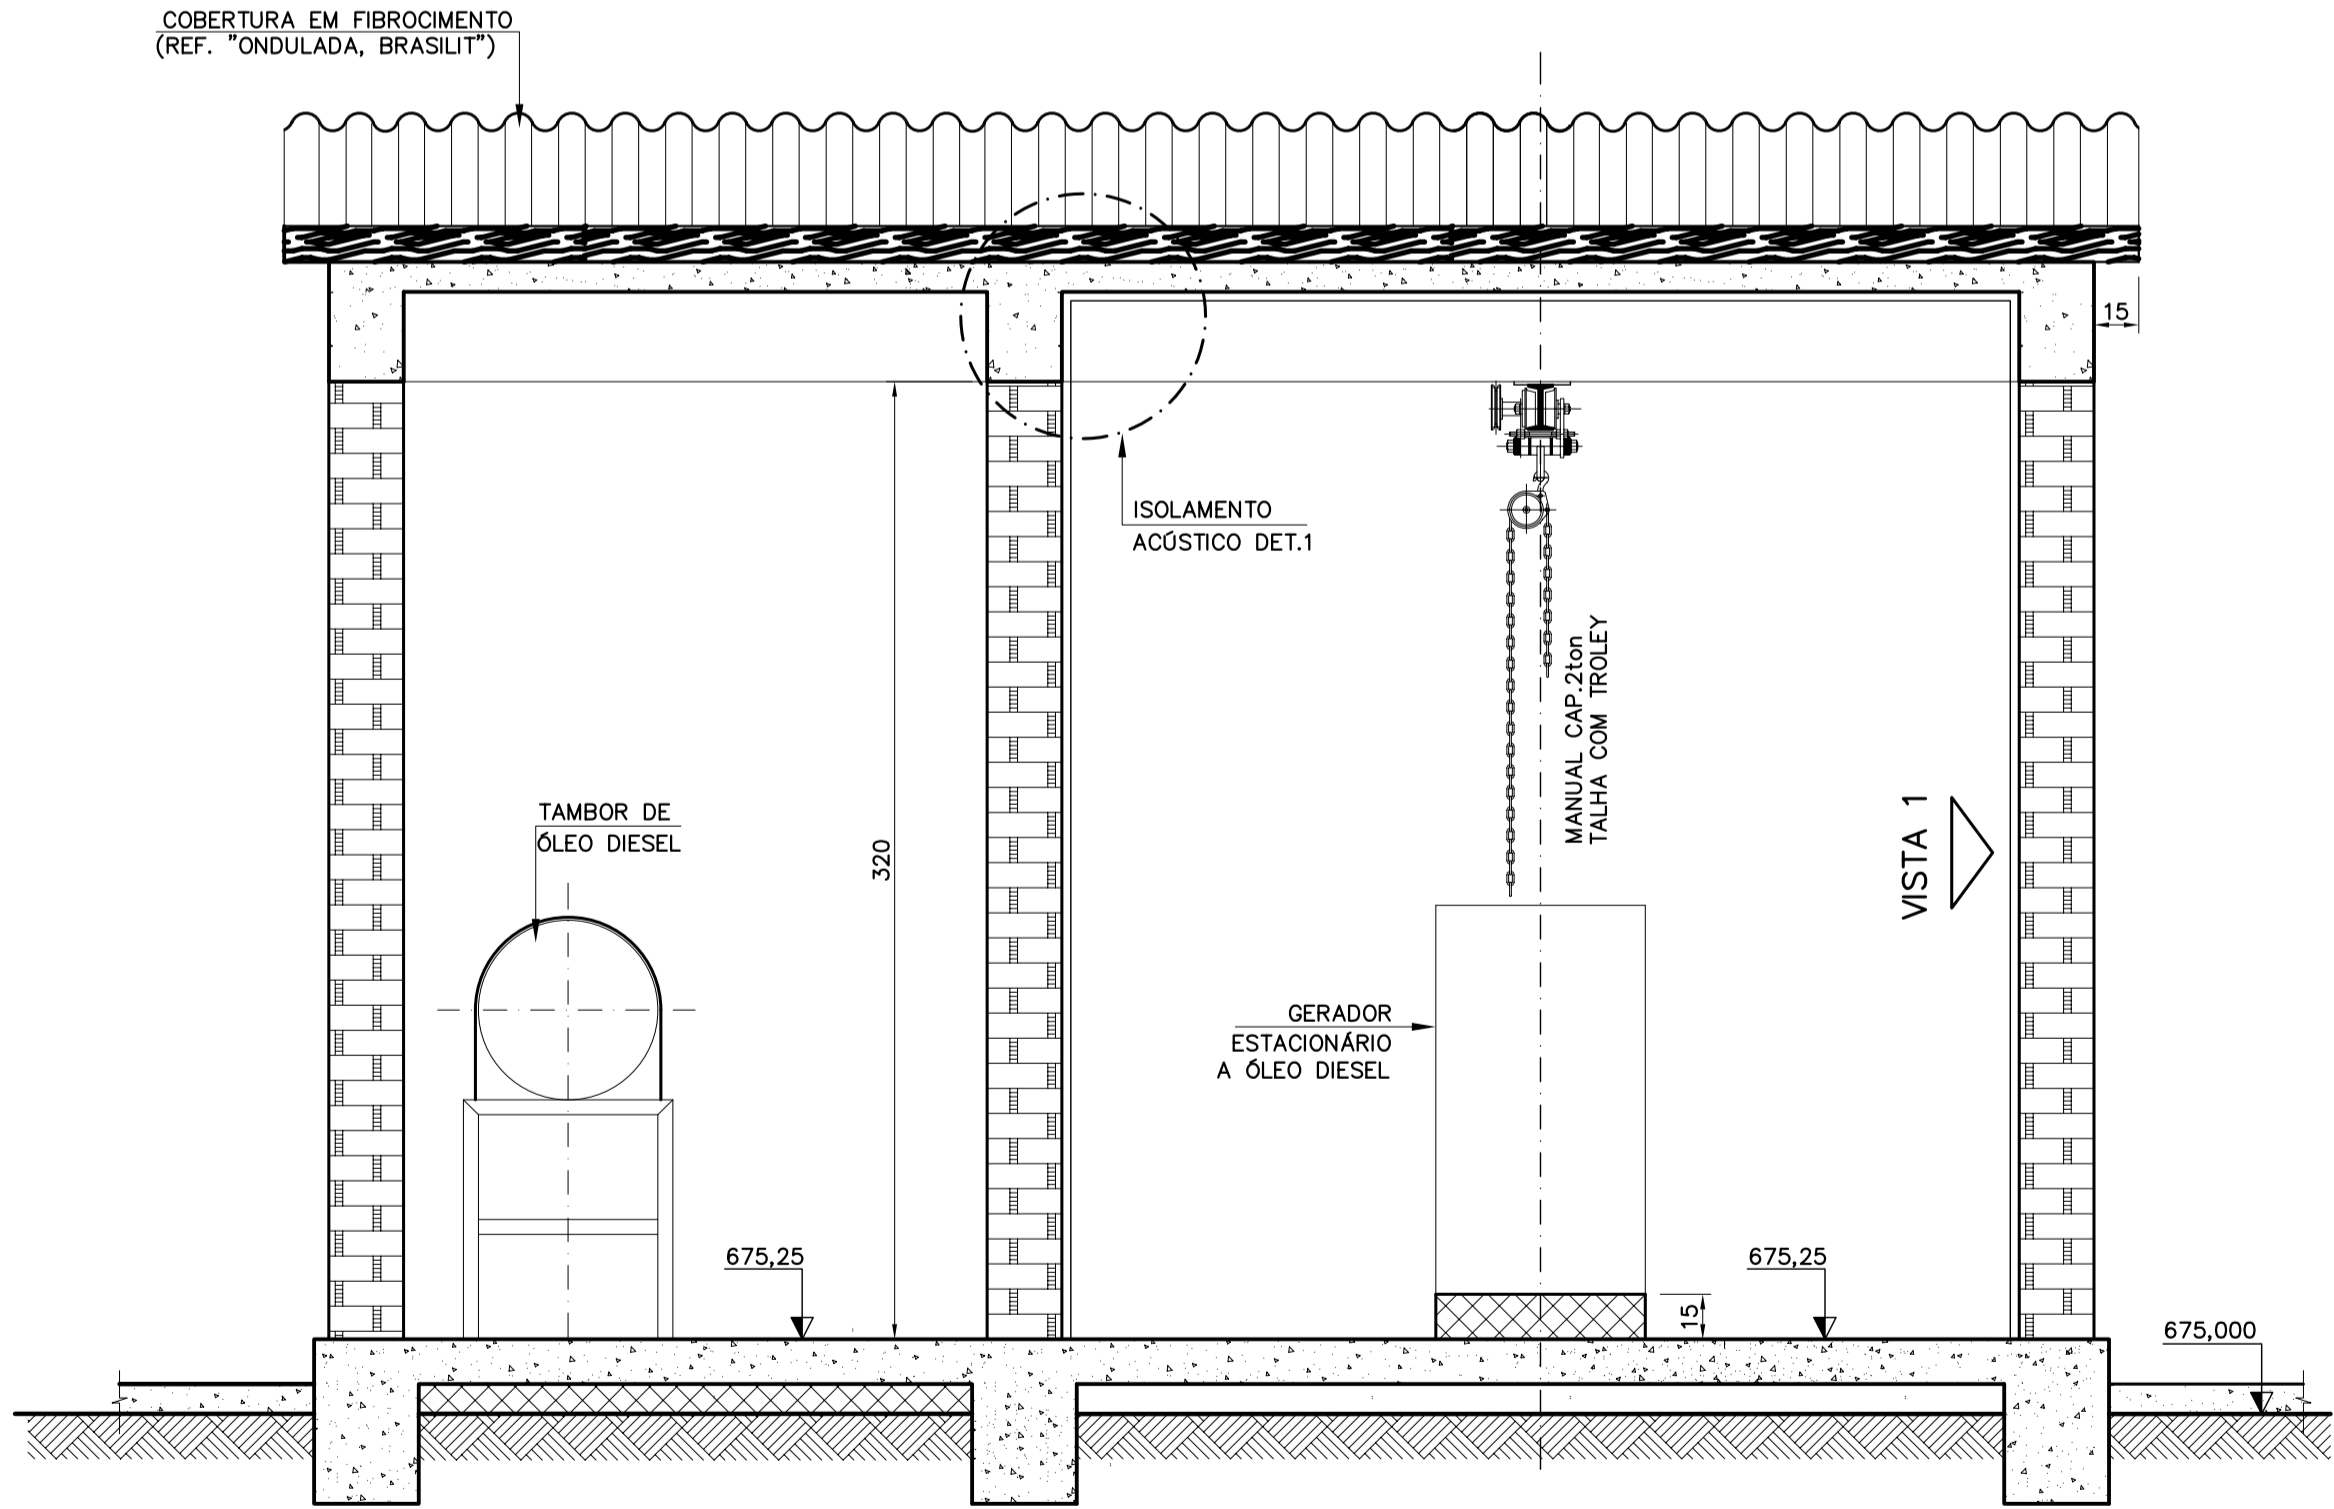 COBERTURA EM FIBROCIMENTO
(REF. "ONDULADA, BRASILIT")
15
ISOLAMENTO
ACÚSTICO DET.1
MANUAL CAP.2ton
TALHA COM TROLEY
VISTA 1
TAMBOR DE
ÓLEO DIESEL
320
GERADOR
ESTACIONÁRIO
A ÓLEO DIESEL
675,25
675,25
15
675,000